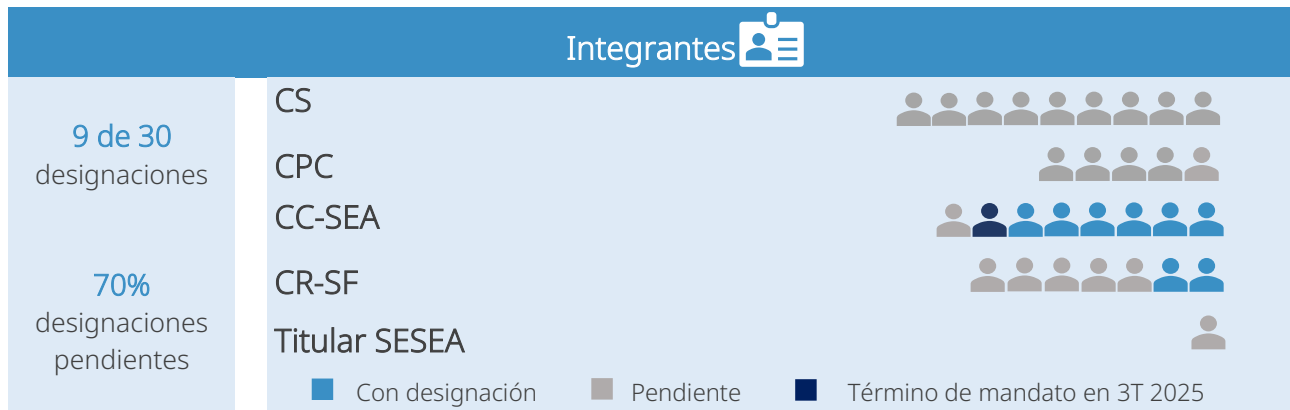 Integrantes
9 de 30
designaciones
70%
designaciones
pendientes
CS
CPC
CC-SEA
CR-SF
Titular SESEA
Con designación
Pendiente
Término de mandato en 3T 2025